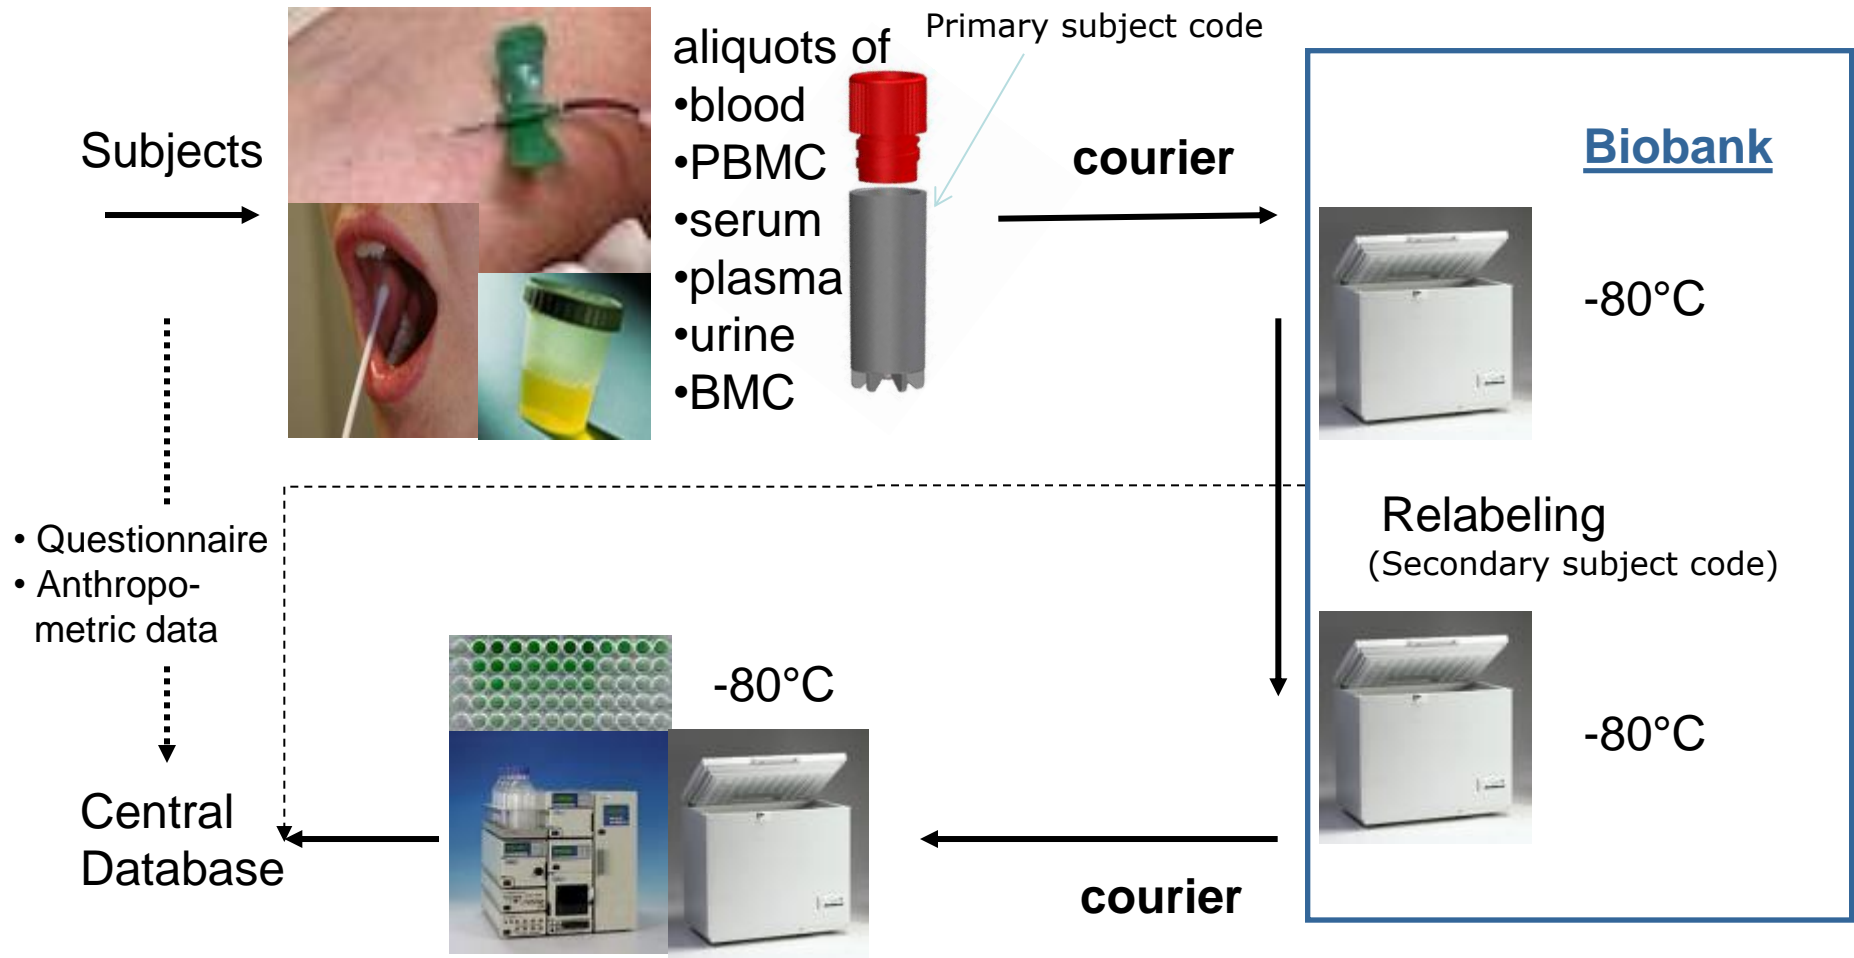 Subjects
aliquots of
•blood
•PBMC
•serum
•plasma
•urine
•BMC
Primary subject code
courier
Biobank
-80°C
Relabeling
(Secondary subject code)
-80°C
courier
-80°C
• Questionnaire
• Anthropo-
metric data
Central
Database